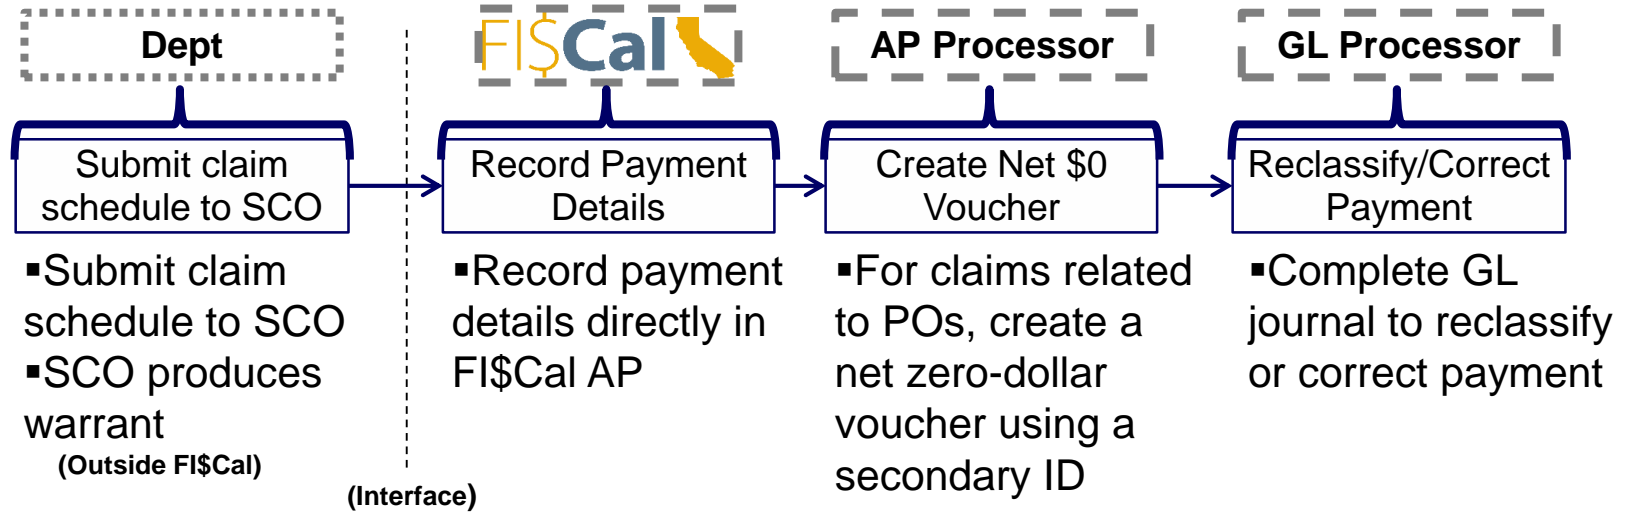 Dept
FI$Cal
AP Processor
GL Processor
Submit claim
schedule to SCO
Record Payment
Details
Create Net $0
Voucher
Reclassify/Correct
Payment
▪Submit claim
schedule to SCO
▪SCO produces
warrant
(Outside FI$Cal)
(Interface)
▪Record payment
details directly in
FI$Cal AP
▪For claims related
to POs, create a
net zero-dollar
voucher using a
secondary ID
▪Complete GL
journal to reclassify
or correct payment